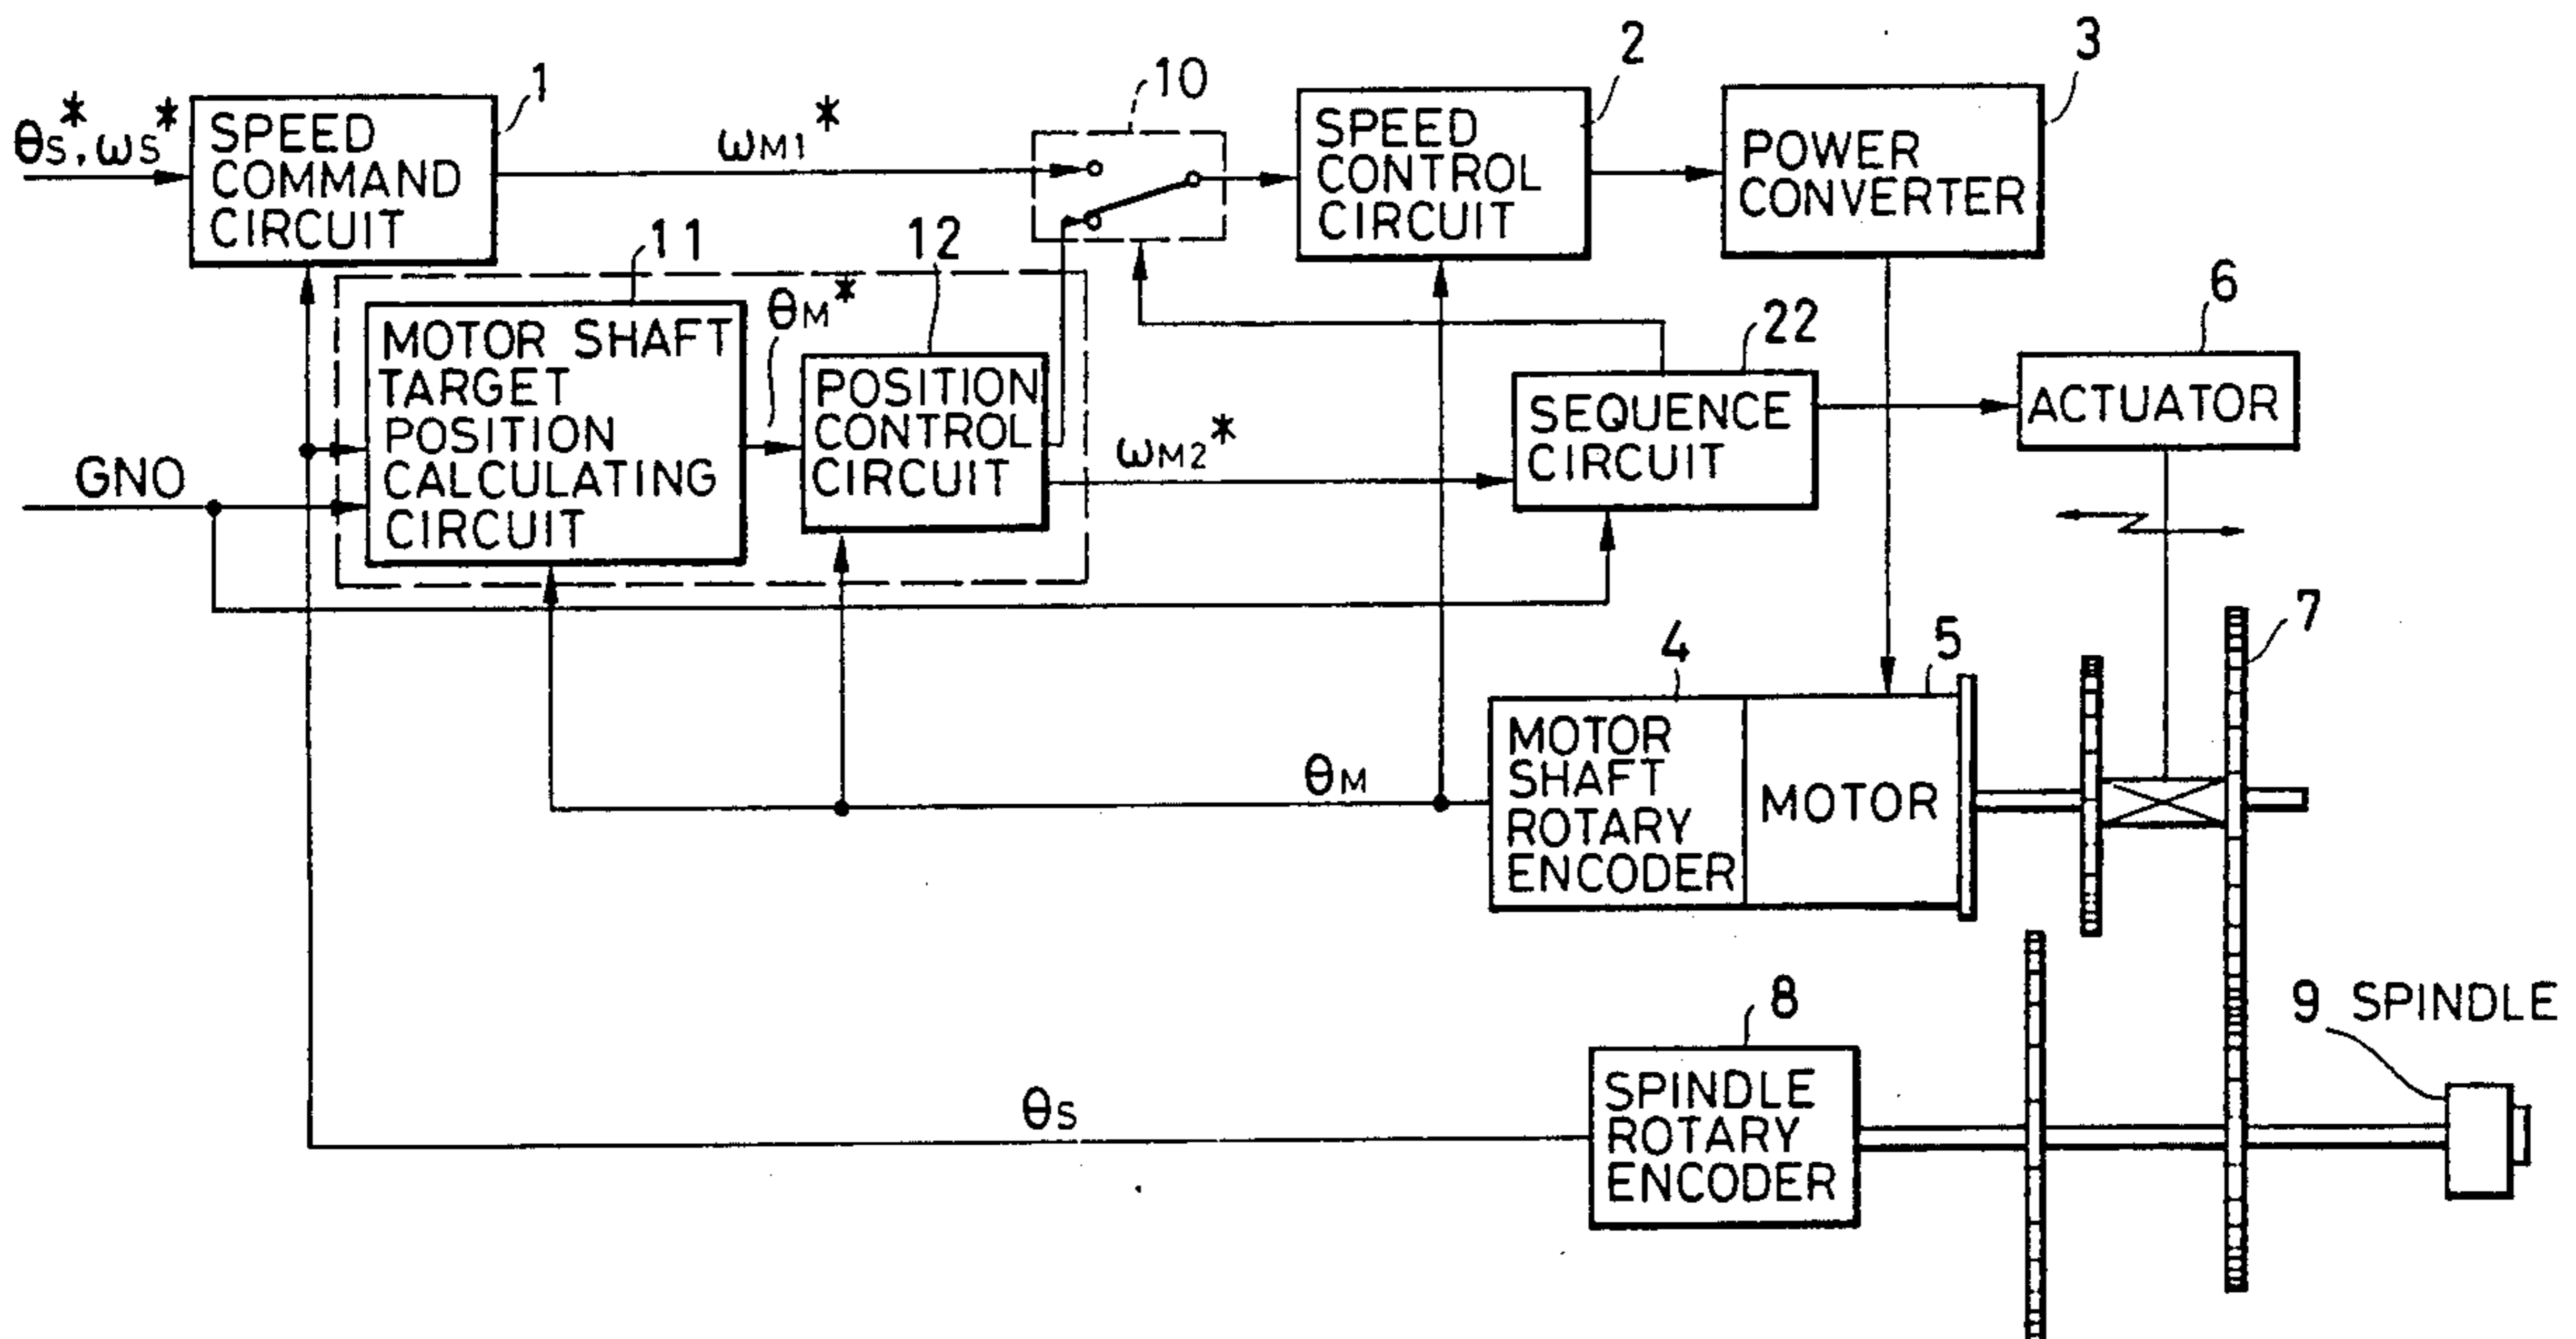 1
2
3
10
θS*, ωS*
SPEED
COMMAND
CIRCUIT
ωM1*
SPEED
CONTROL
CIRCUIT
POWER
CONVERTER
11
12
θM*
22
6
MOTOR SHAFT
TARGET
POSITION
CALCULATING
CIRCUIT
POSITION
CONTROL
CIRCUIT
ωM2*
SEQUENCE
CIRCUIT
ACTUATOR
GNO
4
5
7
θM
MOTOR
SHAFT
ROTARY
ENCODER
MOTOR
8
9 SPINDLE
θS
SPINDLE
ROTARY
ENCODER